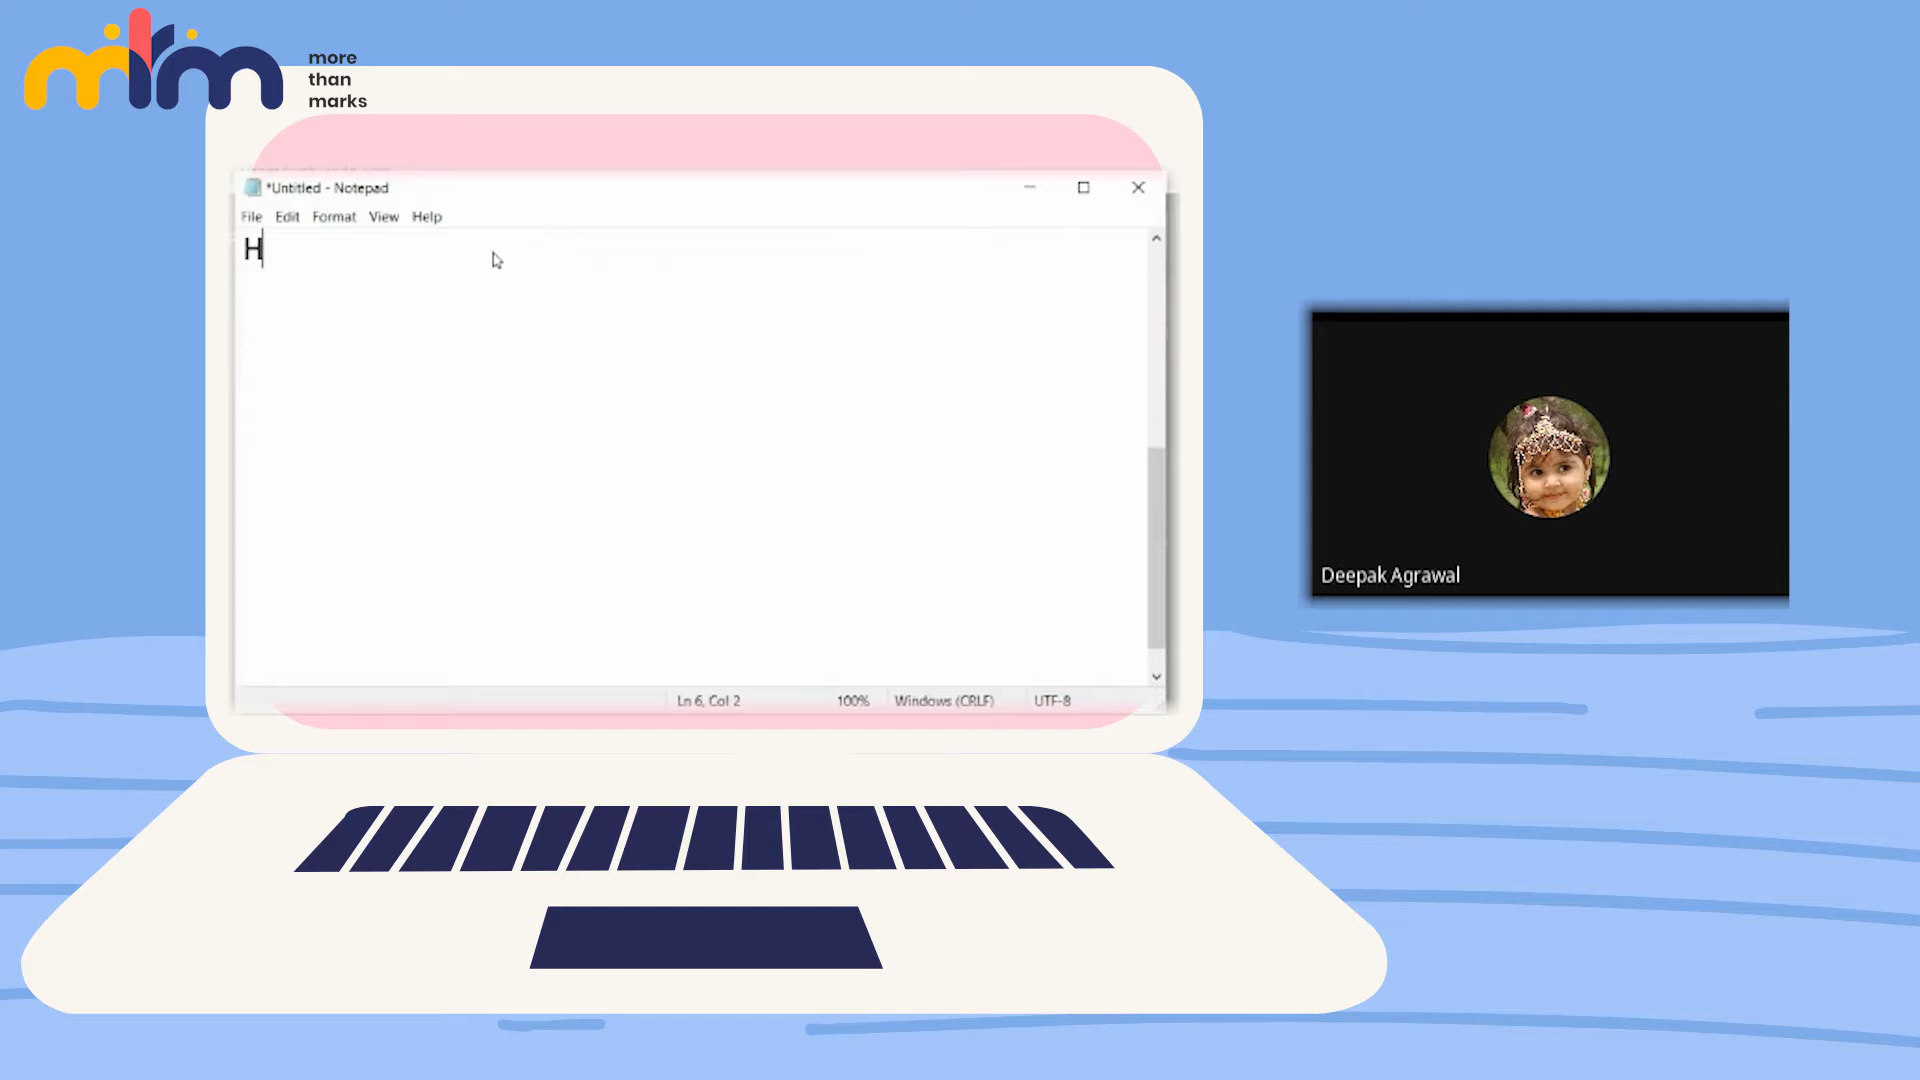 mtm
more
than
marks
*Untitled - Notepad
File Edit Format View Help
H
Ln 6, Col 2 100% Windows (CRLF) UTF-8
Deepak Agrawal